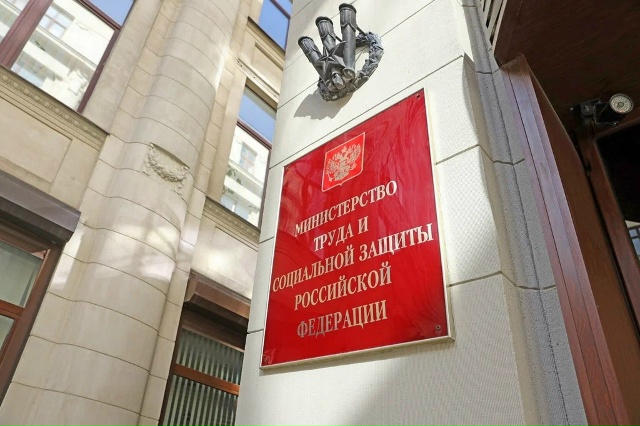 МИНИСТЕРСТВО
ТРУДА И
СОЦИАЛЬНОЙ ЗАЩИТЫ
РОССИЙСКОЙ
ФЕДЕРАЦИИ